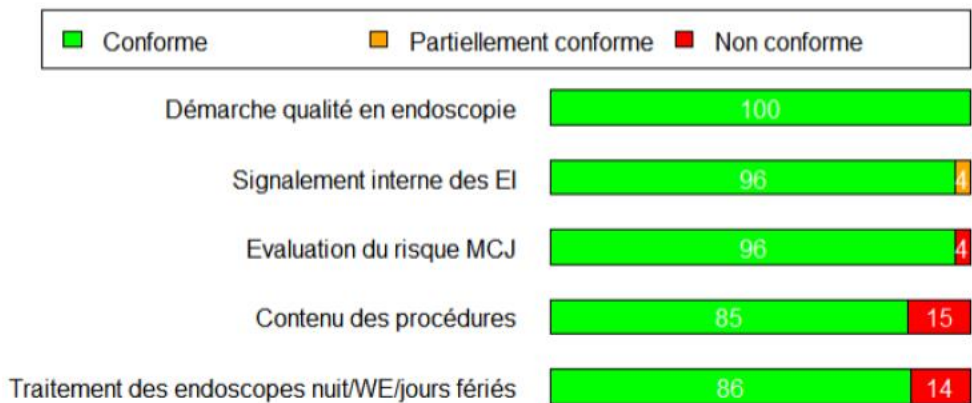 Conforme Partiellement conforme Non conforme
Démarche qualité en endoscopie 100
Signalement interne des EI 96 4
Evaluation du risque MCJ 96 4
Contenu des procédures 85 15
Traitement des endoscopes nuit/WE/jours fériés 86 14